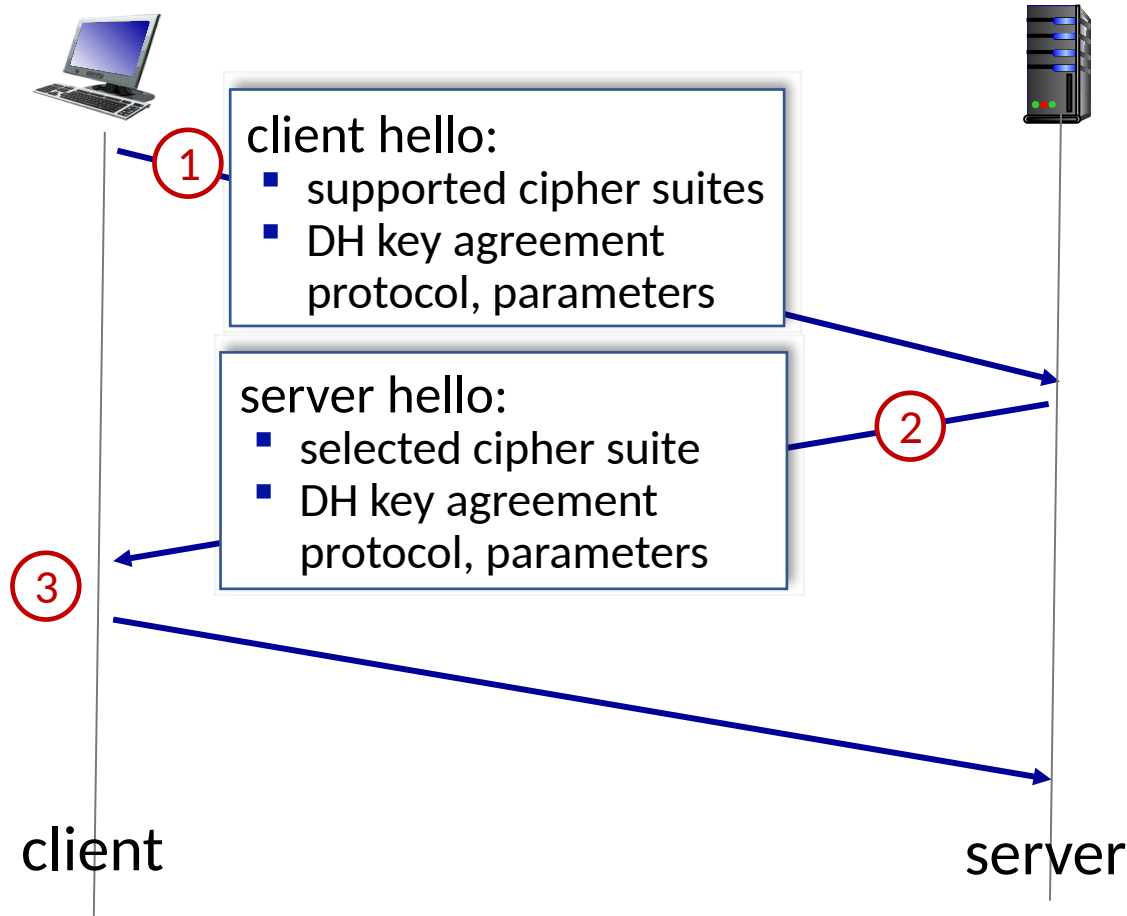 1
client hello:
supported cipher suites
DH key agreement
protocol, parameters
server hello:
selected cipher suite
DH key agreement
protocol, parameters
2
3
client
server